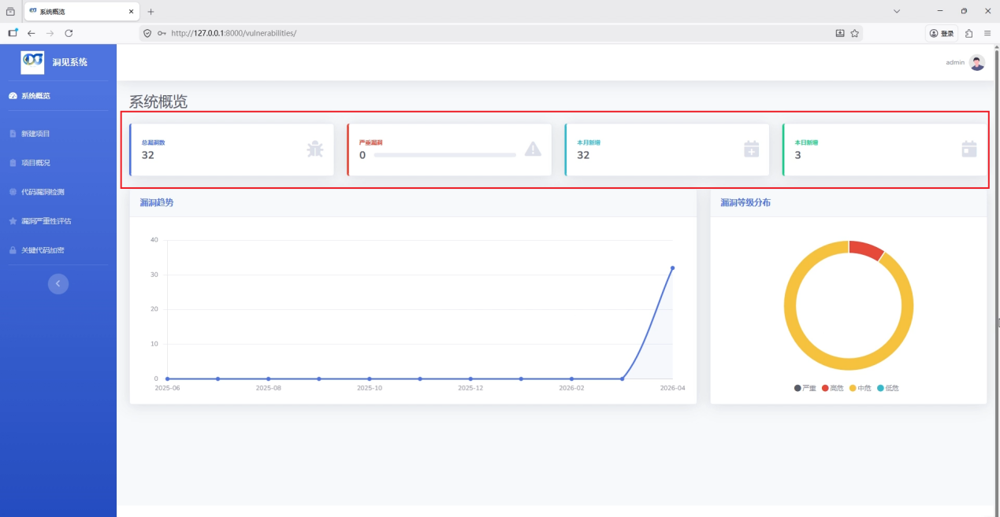 系统概览
http://127.0.0.1:8000/vulnerabilities/
登录
洞见系统
admin
系统概览
新建项目
项目概况
代码漏洞检测
漏洞严重性评估
关键代码加密
系统概览
总漏洞数
32
严重漏洞
0
本月新增
32
本日新增
3
漏洞趋势
40
30
20
10
0
2025-06 2025-08 2025-10 2025-12 2026-02 2026-04
漏洞等级分布
严重 高危 中危 低危